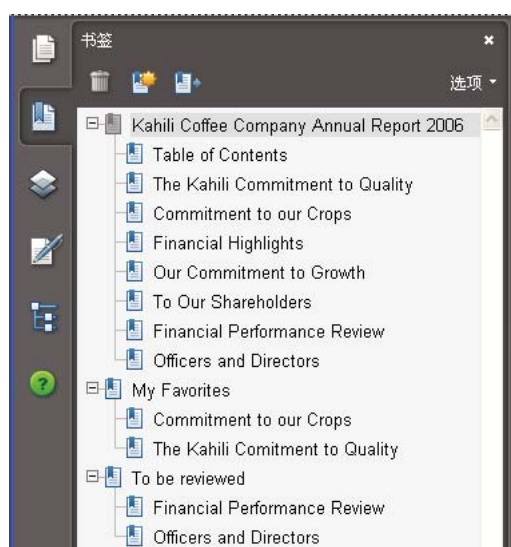 书签
选项
Kahili Coffee Company Annual Report 2006
Table of Contents
The Kahili Commitment to Quality
Commitment to our Crops
Financial Highlights
Our Commitment to Growth
To Our Shareholders
Financial Performance Review
Officers and Directors
My Favorites
Commitment to our Crops
The Kahili Comitment to Quality
To be reviewed
Financial Performance Review
Officers and Directors